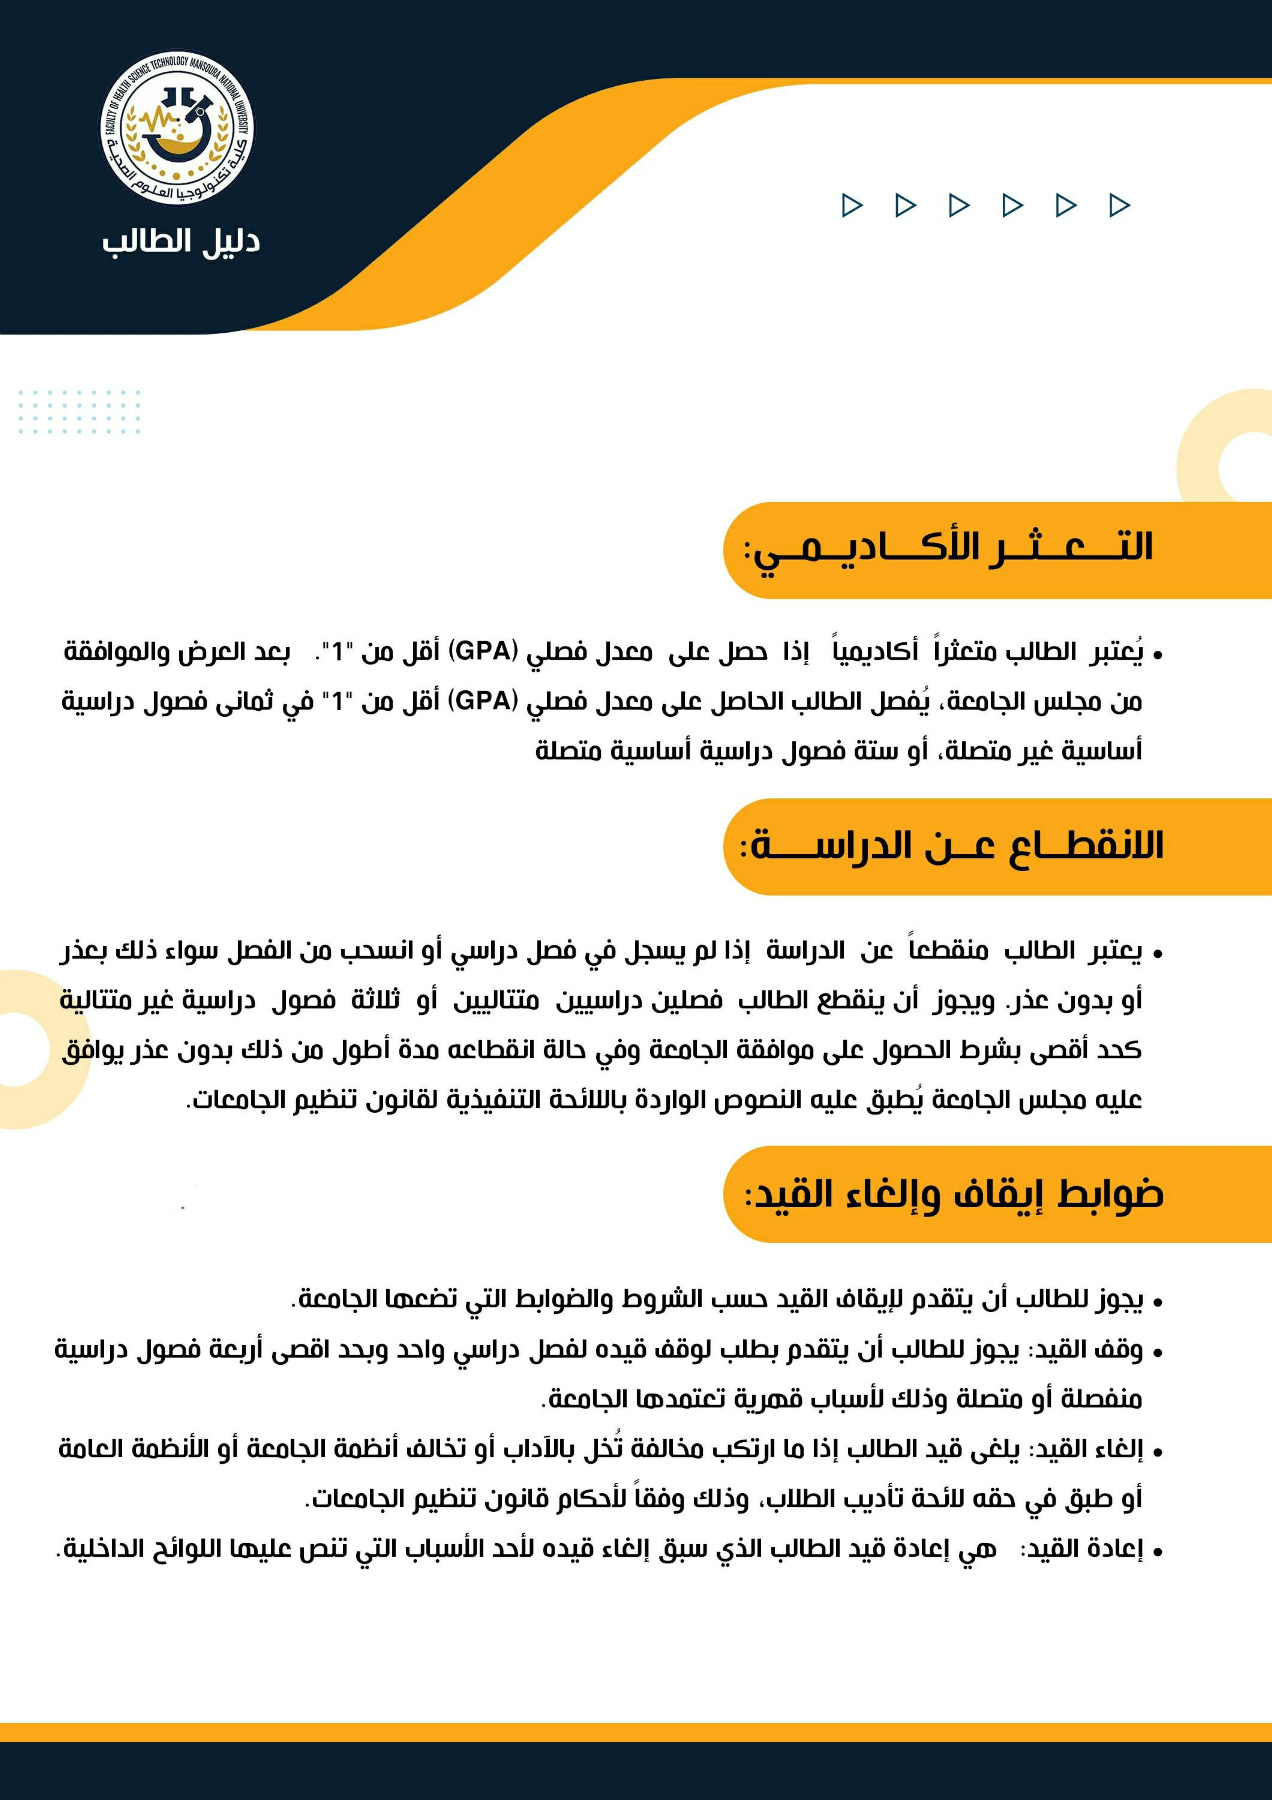 FACULTY OF HEALTH SCIENCE TECHNOLOGY MANSOURA NATIONAL UNIVERSITY
كلية تكنولوجيا العلوم الصحية
دليل الطالب
التـــعــثــر الأكـــاديــمــي:
• يُعتبر الطالب متعثراً أكاديمياً إذا حصل على معدل فصلي (GPA) أقل من "1". بعد العرض والموافقة
من مجلس الجامعة، يُفصل الطالب الحاصل على معدل فصلي (GPA) أقل من "1" في ثمانى فصول دراسية
أساسية غير متصلة، أو ستة فصول دراسية أساسية متصلة
الانقطـــاع عــن الدراســـــة:
• يعتبر الطالب منقطعاً عن الدراسة إذا لم يسجل في فصل دراسي أو انسحب من الفصل سواء ذلك بعذر
أو بدون عذر. ويجوز أن ينقطع الطالب فصلين دراسيين متتاليين أو ثلاثة فصول دراسية غير متتالية
كحد أقصى بشرط الحصول على موافقة الجامعة وفي حالة انقطاعه مدة أطول من ذلك بدون عذر يوافق
عليه مجلس الجامعة يُطبق عليه النصوص الواردة باللائحة التنفيذية لقانون تنظيم الجامعات.
ضوابط إيقاف وإلغاء القيد:
• يجوز للطالب أن يتقدم لإيقاف القيد حسب الشروط والضوابط التي تضعها الجامعة.
• وقف القيد: يجوز للطالب أن يتقدم بطلب لوقف قيده لفصل دراسي واحد وبحد اقصى أربعة فصول دراسية
منفصلة أو متصلة وذلك لأسباب قهرية تعتمدها الجامعة.
• إلغاء القيد: يلغى قيد الطالب إذا ما ارتكب مخالفة تُخل بالآداب أو تخالف أنظمة الجامعة أو الأنظمة العامة
أو طبق في حقه لائحة تأديب الطلاب، وذلك وفقاً لأحكام قانون تنظيم الجامعات.
• إعادة القيد: هي إعادة قيد الطالب الذي سبق إلغاء قيده لأحد الأسباب التي تنص عليها اللوائح الداخلية.